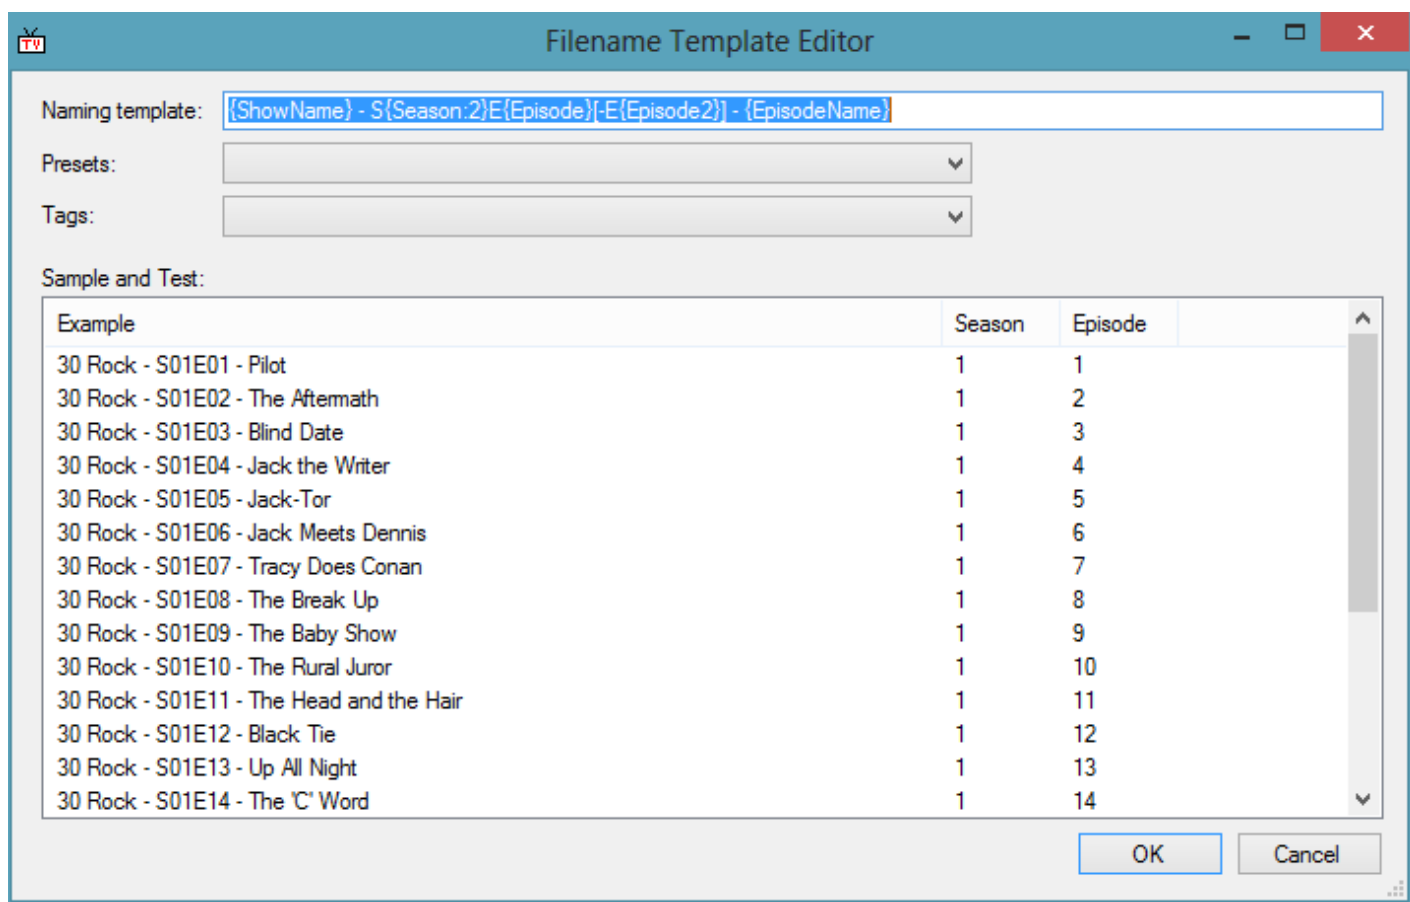 TV
Filename Template Editor
Naming template: {ShowName} - S{Season:2}E{Episode}[-E{Episode2}] - {EpisodeName}
Presets:
Tags:
Sample and Test:
Example Season Episode
30 Rock - S01E01 - Pilot 1 1
30 Rock - S01E02 - The Aftermath 1 2
30 Rock - S01E03 - Blind Date 1 3
30 Rock - S01E04 - Jack the Writer 1 4
30 Rock - S01E05 - Jack-Tor 1 5
30 Rock - S01E06 - Jack Meets Dennis 1 6
30 Rock - S01E07 - Tracy Does Conan 1 7
30 Rock - S01E08 - The Break Up 1 8
30 Rock - S01E09 - The Baby Show 1 9
30 Rock - S01E10 - The Rural Juror 1 10
30 Rock - S01E11 - The Head and the Hair 1 11
30 Rock - S01E12 - Black Tie 1 12
30 Rock - S01E13 - Up All Night 1 13
30 Rock - S01E14 - The 'C' Word 1 14
OK Cancel